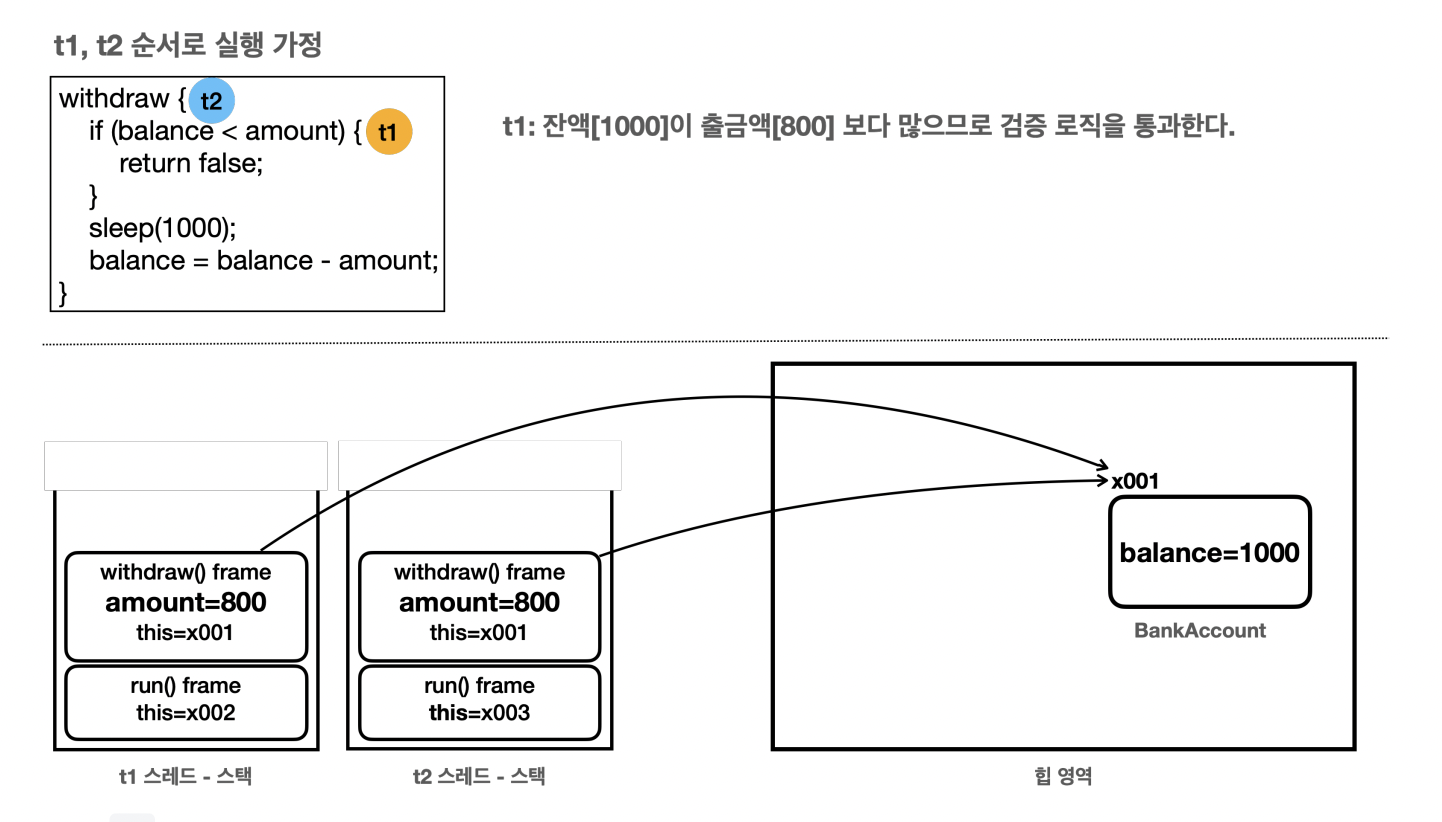 t1, t2 순서로 실행 가정
withdraw { t2
if (balance < amount) { t1
return false;
}
sleep(1000);
balance = balance - amount;
}
t1: 잔액[1000]이 출금액[800] 보다 많으므로 검증 로직을 통과한다.
withdraw() frame
amount=800
this=x001
run() frame
this=x002
t1 스레드 - 스택
withdraw() frame
amount=800
this=x001
run() frame
this=x003
t2 스레드 - 스택
x001
balance=1000
BankAccount
힙 영역